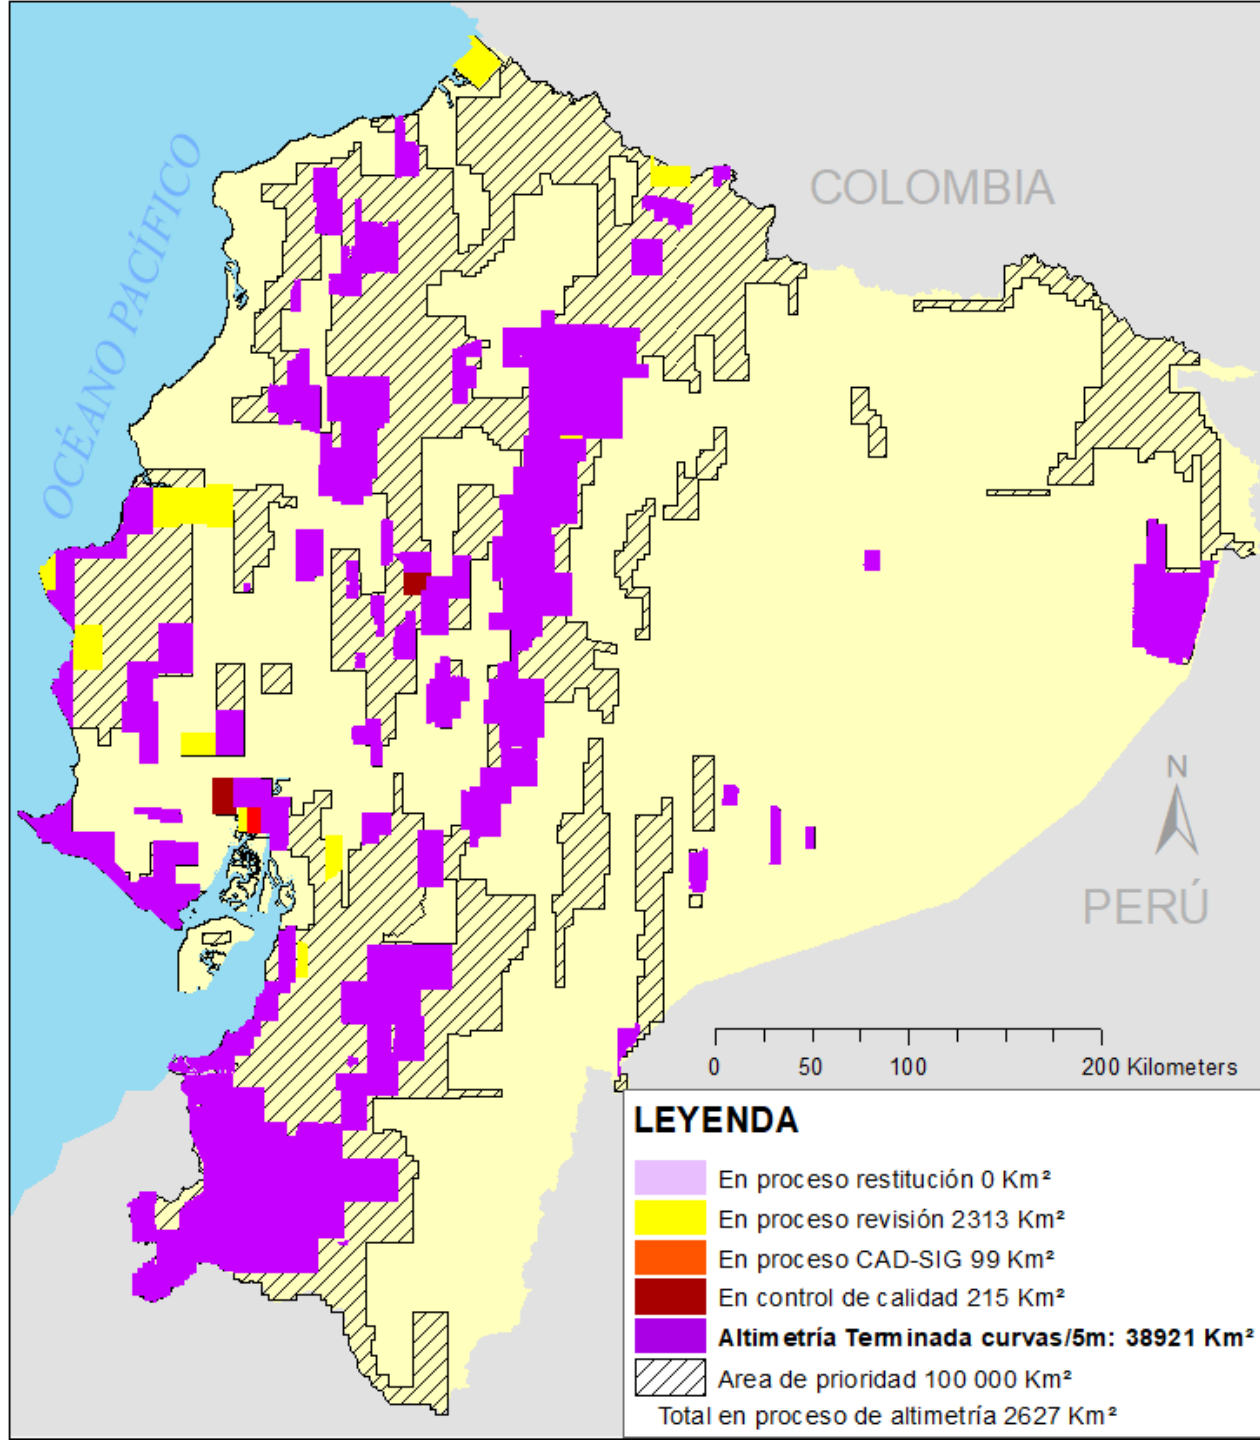 OCÉANO PACÍFICO
COLOMBIA
N
PERÚ
0 50 100 200 Kilometers
LEYENDA
En proceso restitución 0 Km²
En proceso revisión 2313 Km²
En proceso CAD-SIG 99 Km²
En control de calidad 215 Km²
Altimetría Terminada curvas/5m: 38921 Km²
Area de prioridad 100 000 Km²
Total en proceso de altimetría 2627 Km²